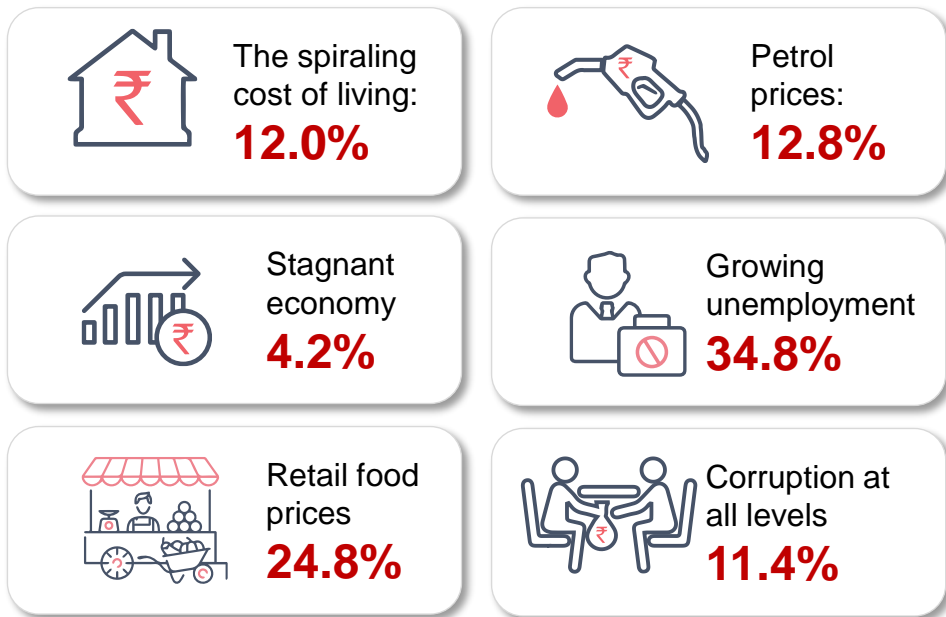 The spiraling
cost of living:
12.0%
₹
Petrol
prices:
12.8%
₹
Stagnant
economy
4.2%
₹
Growing
unemployment
34.8%
Retail food
prices
24.8%
Corruption at
all levels
11.4%
₹